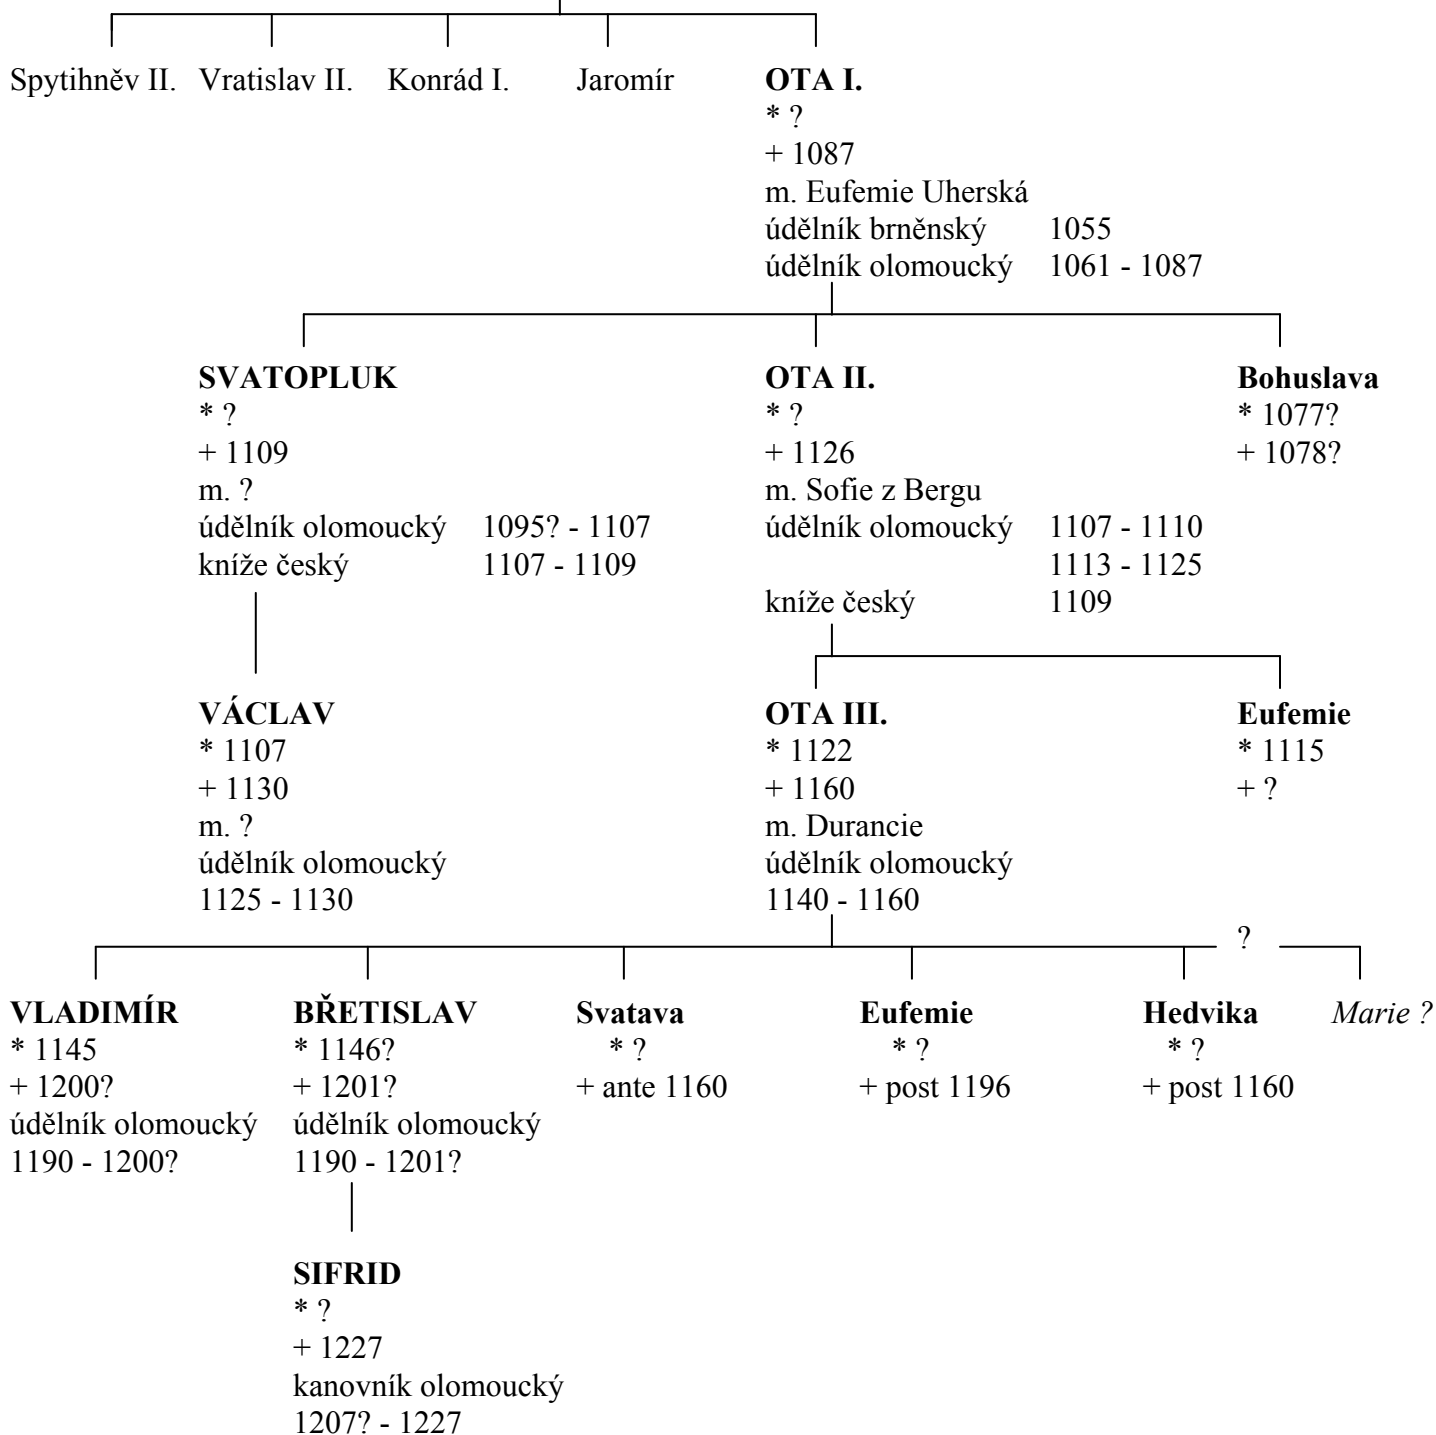 Spytihněv II. Vratislav II. Konrád I. Jaromír OTA I.
* ?
+ 1087
m. Eufemie Uherská
údělník brněnský 1055
údělník olomoucký 1061 - 1087
SVATOPLUK
* ?
+ 1109
m. ?
údělník olomoucký 1095? - 1107
kníže český 1107 - 1109
OTA II.
* ?
+ 1126
m. Sofie z Bergu
údělník olomoucký 1107 - 1110
1113 - 1125
kníže český 1109
Bohuslava
* 1077?
+ 1078?
VÁCLAV
* 1107
+ 1130
m. ?
údělník olomoucký
1125 - 1130
OTA III.
* 1122
+ 1160
m. Durancie
údělník olomoucký
1140 - 1160
Eufemie
* 1115
+ ?
?
VLADIMÍR
* 1145
+ 1200?
údělník olomoucký
1190 - 1200?
BŘETISLAV
* 1146?
+ 1201?
údělník olomoucký
1190 - 1201?
Svatava
* ?
+ ante 1160
Eufemie
* ?
+ post 1196
Hedvika
* ?
+ post 1160
Marie ?
SIFRID
* ?
+ 1227
kanovník olomoucký
1207? - 1227